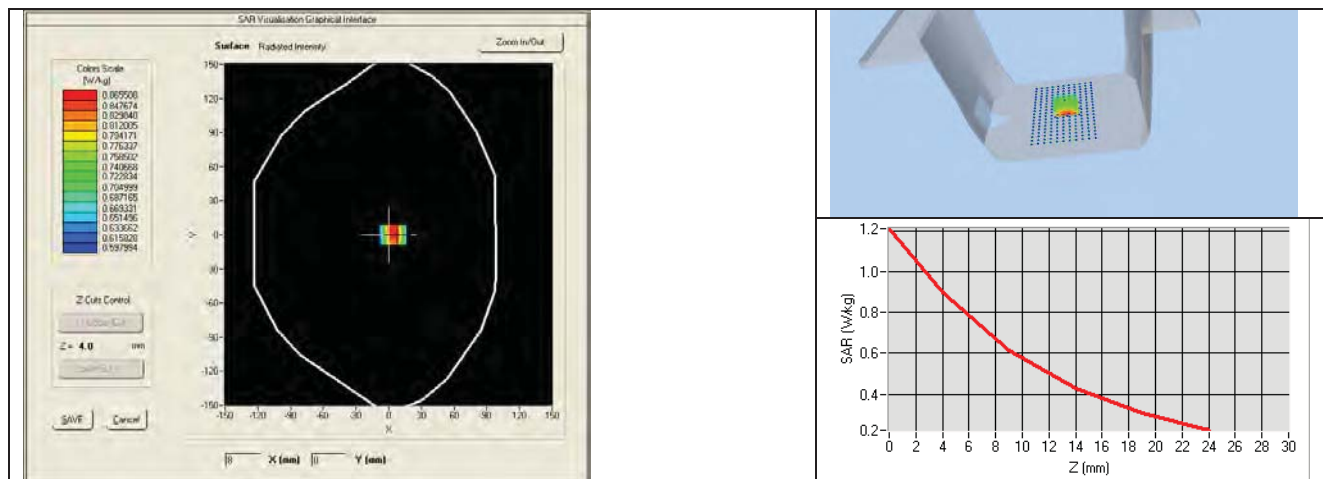 SAR Visualisation Graphical Interface
Surface Radiated Intensity
Zoom In/Out
Colors Scale
(W/kg)
0.865508
0.847674
0.829840
0.812005
0.794171
0.776337
0.758502
0.740668
0.722834
0.704999
0.687165
0.669331
0.651496
0.633662
0.615828
0.597994
Z Cuts Control
Z = 4.0 mm
SAVE Cancel
150
120
90
60
30
0
-30
-60
-90
-120
-150
Y
-150 -120 -90 -60 -30 0 30 60 90 120 150
X
8 X (mm) 0 Y (mm)
1.2
1.0
0.8
0.6
0.4
0.2
SAR (W/kg)
0 2 4 6 8 10 12 14 16 18 20 22 24 26 28 30
Z (mm)